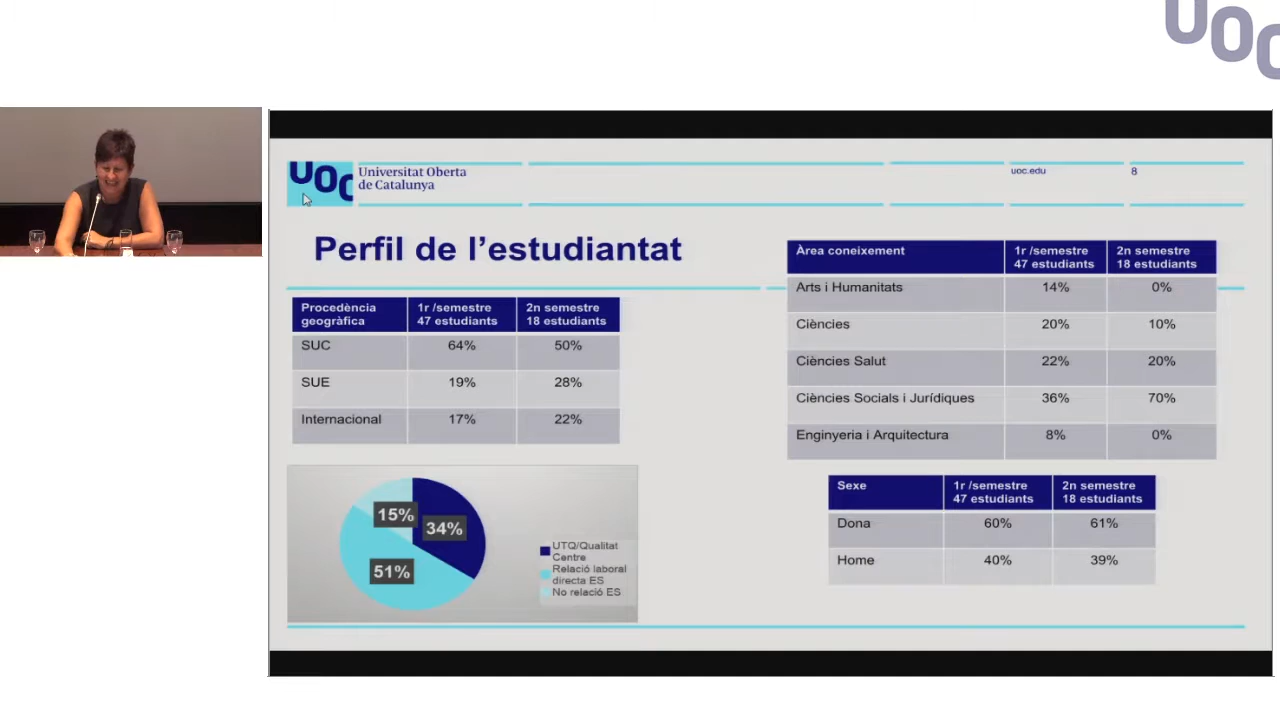 UOC
UOC
Universitat Oberta
de Catalunya
uoc.edu
8
Perfil de l'estudiantat
Procedència
geogràfica
1r /semestre
47 estudiants
2n semestre
18 estudiants
SUC 64% 50%
SUE 19% 28%
Internacional 17% 22%
15%
34%
51%
UTQ/Qualitat
Centre
Relació laboral
directa ES
No relació ES
Àrea coneixement
1r /semestre
47 estudiants
2n semestre
18 estudiants
Arts i Humanitats 14% 0%
Ciències 20% 10%
Ciències Salut 22% 20%
Ciències Socials i Jurídiques 36% 70%
Enginyeria i Arquitectura 8% 0%
Sexe
1r /semestre
47 estudiants
2n semestre
18 estudiants
Dona 60% 61%
Home 40% 39%